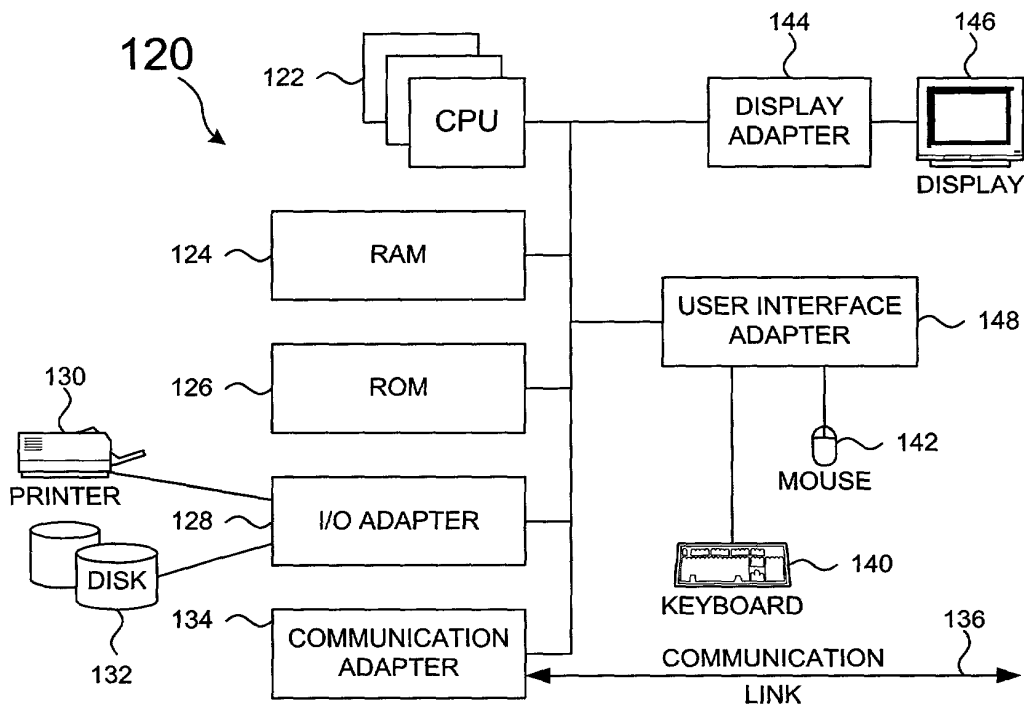 120
122
CPU
144
DISPLAY
ADAPTER
146
DISPLAY
124
RAM
USER INTERFACE
ADAPTER
148
126
ROM
130
PRINTER
142
MOUSE
128
I/O ADAPTER
DISK
132
140
KEYBOARD
134
COMMUNICATION
ADAPTER
136
COMMUNICATION
LINK